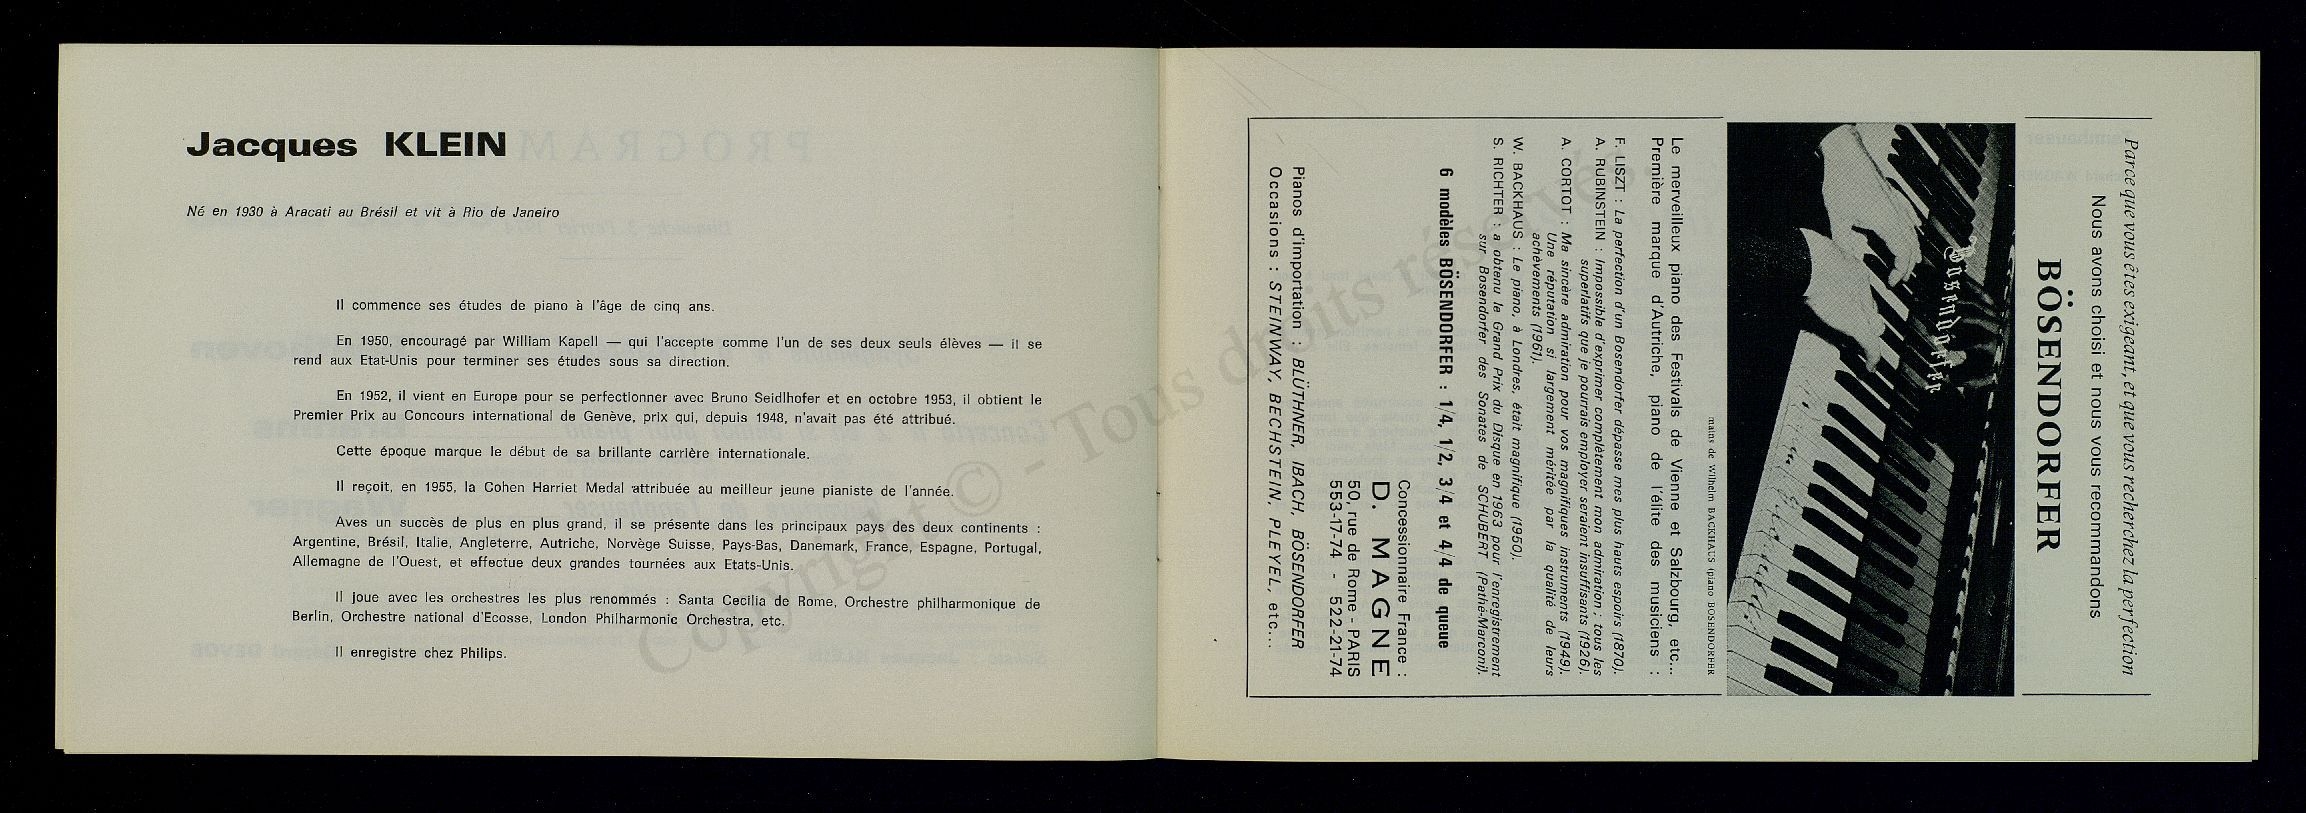 Jacques KLEIN
Né en 1930 à Aracati au Brésil et vit à Rio de Janeiro
Il commence ses études de piano à l'âge de cinq ans.
En 1950, encouragé par William Kapell — qui l'accepte comme l'un de ses deux seuls élèves — il se
rend aux Etat-Unis pour terminer ses études sous sa direction.
En 1952, il vient en Europe pour se perfectionner avec Bruno Seidlhofer et en octobre 1953, il obtient le
Premier Prix au Concours international de Genève, prix qui, depuis 1948, n'avait pas été attribué.
Cette époque marque le début de sa brillante carrière internationale.
Il reçoit, en 1955, la Cohen Harriet Medal attribuée au meilleur jeune pianiste de l'année.
Aves un succès de plus en plus grand, il se présente dans les principaux pays des deux continents :
Argentine, Brésil, Italie, Angleterre, Autriche, Norvège Suisse, Pays-Bas, Danemark, France, Espagne, Portugal,
Allemagne de l'Ouest, et effectue deux grandes tournées aux Etats-Unis.
Il joue avec les orchestres les plus renommés : Santa Cecilia de Rome, Orchestre philharmonique de
Berlin, Orchestre national d'Ecosse, London Philharmonic Orchestra, etc.
Il enregistre chez Philips.
Parce que vous êtes exigeant, et que vous recherchez la perfection
Nous avons choisi et nous vous recommandons
BÖSENDORFER
Bösendorfer
mains de Wilhelm BACKHAUS (piano BOSENDORFER
Le merveilleux piano des Festivals de Vienne et Salzbourg, etc...
Première marque d'Autriche, piano de l'élite des musiciens :
F. LISZT : La perfection d'un Bosendorfer dépasse mes plus hauts espoirs (1870).
A. RUBINSTEIN : Impossible d'exprimer complètement mon admiration ; tous les
superlatifs que je pourrais employer seraient insuffisants (1926).
A. CORTOT : Ma sincère admiration pour vos magnifiques instruments (1949).
Une réputation si largement méritée par la qualité de leurs
achèvements (1961).
W. BACKHAUS : Le piano, à Londres, était magnifique (1950).
S. RICHTER : a obtenu le Grand Prix du Disque en 1963 pour l'enregistrement
sur Bosendorfer des Sonates de SCHUBERT (Pathé-Marconi).
6 modèles BÖSENDORFER : 1/4, 1/2, 3/4 et 4/4 de queue
Concessionnaire France :
D. MAGNE
50, rue de Rome - PARIS
553-17-74 - 522-21-74
Pianos d'importation : BLÜTHNER, IBACH, BÖSENDORFER
Occasions : STEINWAY, BECHSTEIN, PLEYEL, etc...
Copyright © - Tous droits réservés